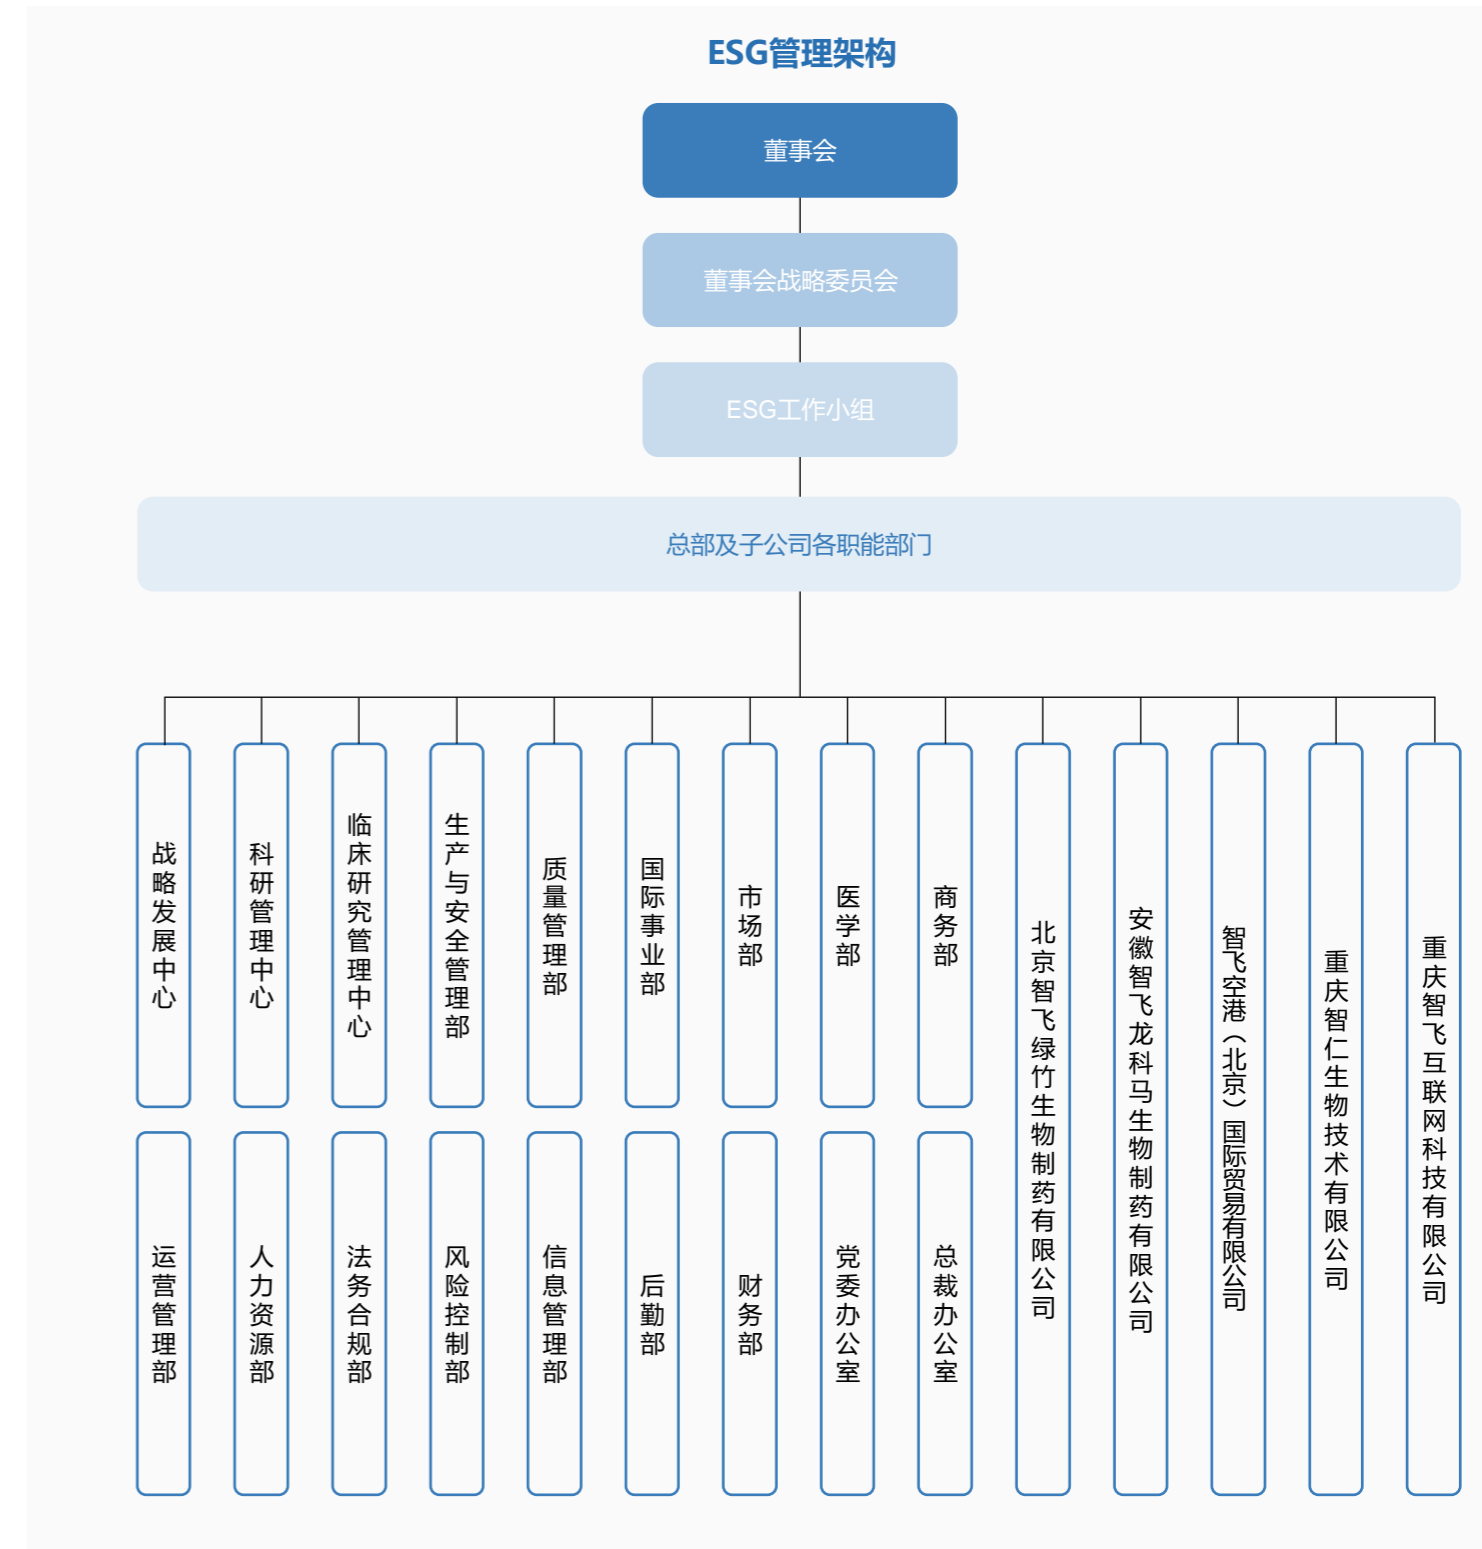 ESG管理架构
董事会
董事会战略委员会
ESG工作小组
总部及子公司各职能部门
战略发展中心
科研管理中心
临床研究管理中心
生产与安全管理部
质量管理部
国际事业部
市场部
医学部
商务部
北京智飞绿竹生物制药有限公司
安徽智飞龙科马生物制药有限公司
智飞空港（北京）国际贸易有限公司
重庆智仁生物技术有限公司
重庆智飞互联网科技有限公司
运营管理部
人力资源部
法务合规部
风险控制部
信息管理部
后勤部
财务部
党委办公室
总裁办公室